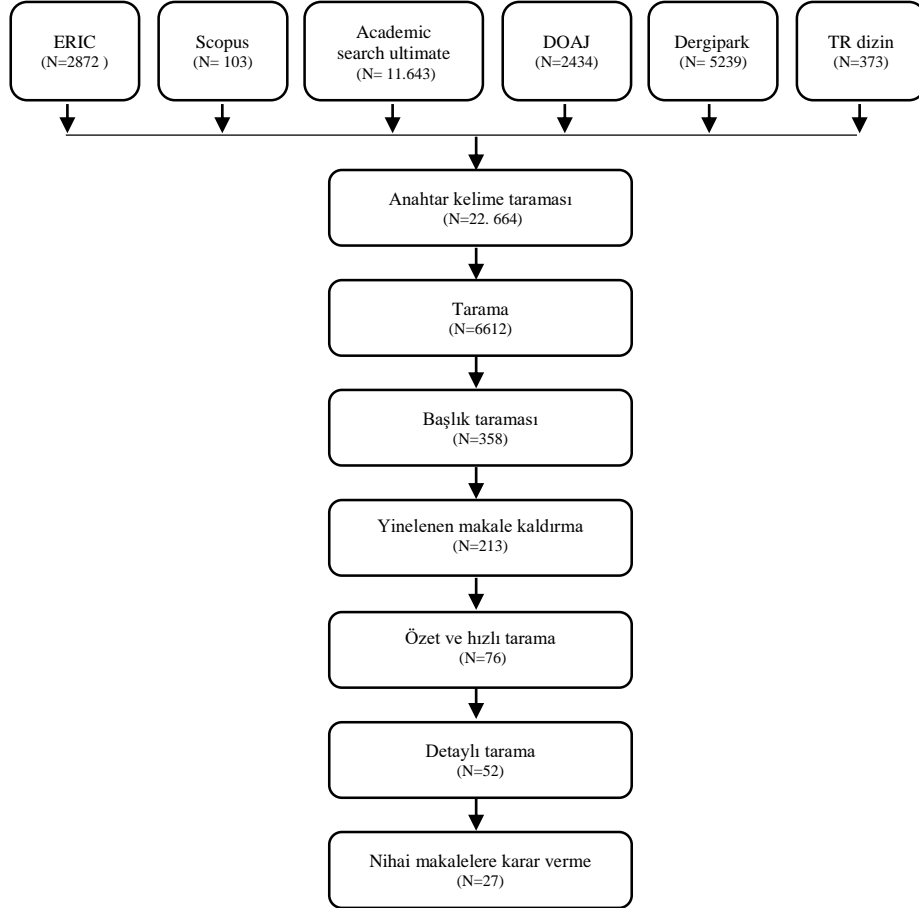 ERIC
(N=2872 )
Scopus
(N= 103)
Academic
search ultimate
(N= 11.643)
DOAJ
(N=2434)
Dergipark
(N= 5239)
TR dizin
(N=373)
Anahtar kelime taraması
(N=22. 664)
Tarama
(N=6612)
Başlık taraması
(N=358)
Yinelenen makale kaldırma
(N=213)
Özet ve hızlı tarama
(N=76)
Detaylı tarama
(N=52)
Nihai makalelere karar verme
(N=27)